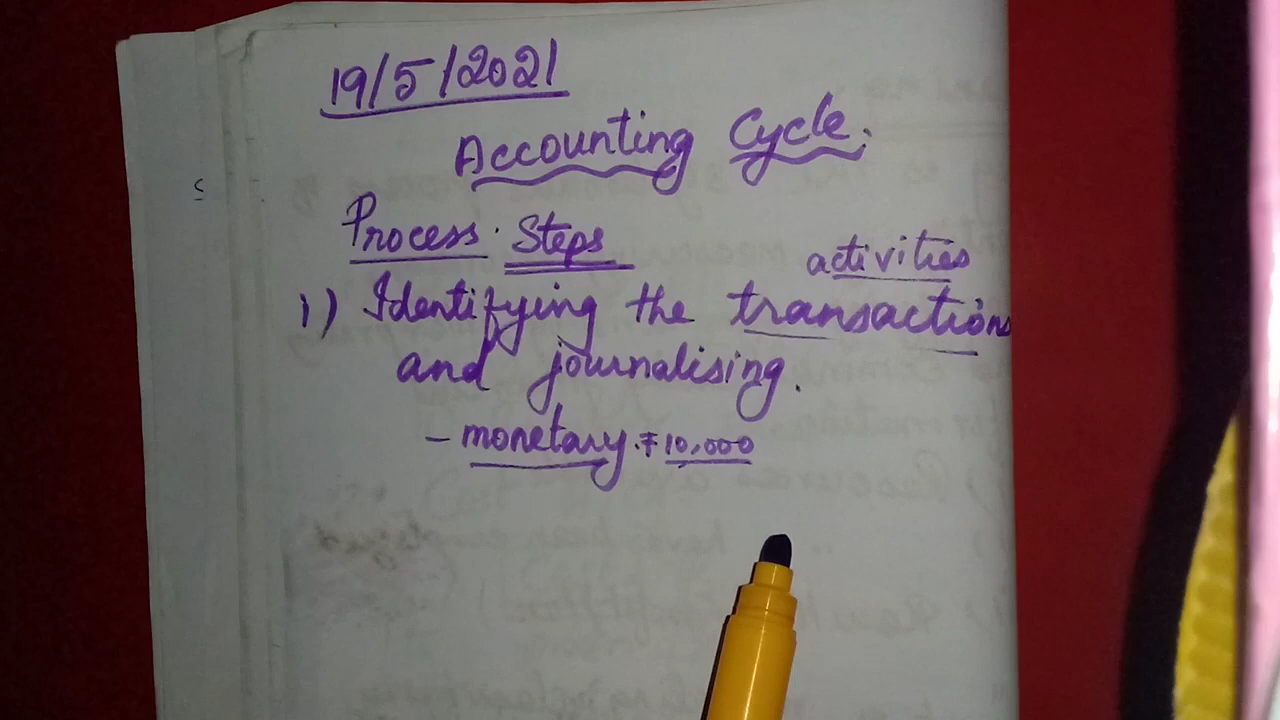 19/5/2021
Accounting Cycle.
Process Steps
activities
1) Identifying the transactions
and journalising.
- monetary. ₹10,000